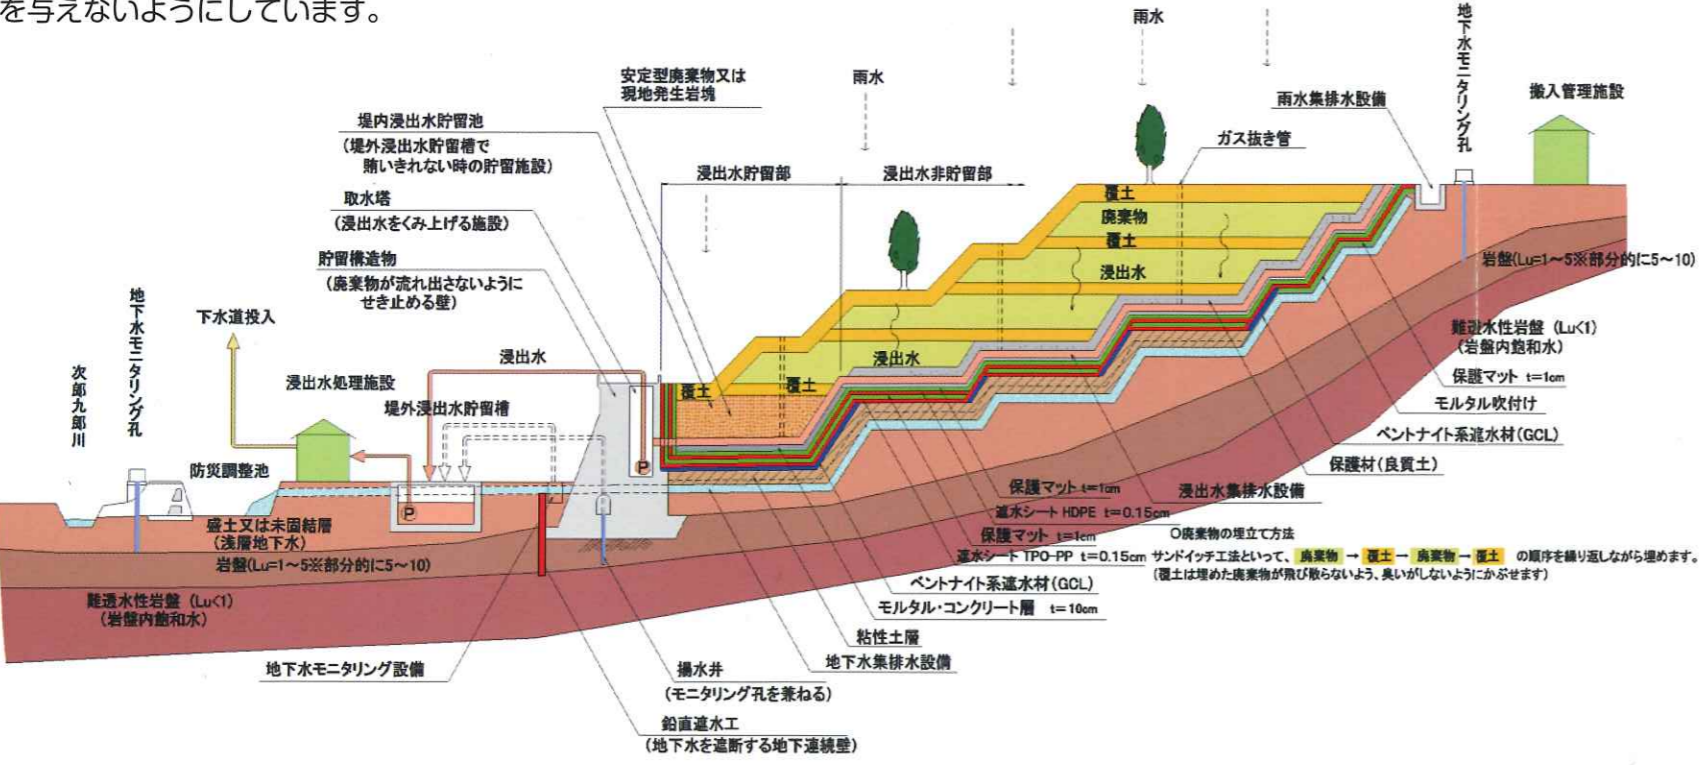 を与えないようにしています。
雨水
地下水モニタリング孔
安定型廃棄物又は
現地発生岩塊
雨水
雨水集排水設備
搬入管理施設
堤内浸出水貯留池
(堤外浸出水貯留槽で
賄いきれない時の貯留施設)
ガス抜き管
浸出水貯留部
浸出水非貯留部
取水塔
(浸出水をくみ上げる施設)
覆土
廃棄物
覆土
浸出水
貯留構造物
(廃棄物が流れ出さないように
せき止める壁)
岩盤(Lu=1~5※部分的に5~10)
地下水モニタリング孔
下水道投入
難透水性岩盤 (Lu<1)
(岩盤内飽和水)
浸出水
浸出水
次郎九郎川
浸出水処理施設
覆土
覆土
保護マット t=1cm
堤外浸出水貯留槽
モルタル吹付け
ベントナイト系遮水材(GCL)
防災調整池
P
保護材(良質土)
P
保護マット t=1cm
浸出水集排水設備
遮水シート HDPE t=0.15cm
盛土又は未固結層
(浅層地下水)
保護マット t=1cm
○廃棄物の埋立て方法
岩盤(Lu=1~5※部分的に5~10)
遮水シート TPO-PP t=0.15cm
サンドイッチ工法といって、 廃棄物 → 覆土 → 廃棄物 → 覆土 の順序を繰り返しながら埋めます。
(覆土は埋めた廃棄物が飛び散らないよう、臭いがしないようにかぶせます)
ベントナイト系遮水材(GCL)
難透水性岩盤 (Lu<1)
(岩盤内飽和水)
モルタル・コンクリート層 t=10cm
粘性土層
地下水集排水設備
地下水モニタリング設備
揚水井
(モニタリング孔を兼ねる)
鉛直遮水工
(地下水を遮断する地下連続壁)